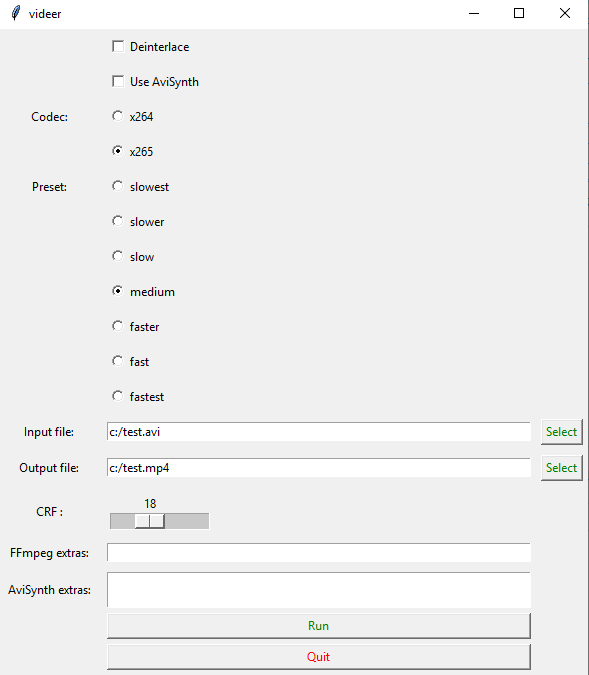 videer
Deinterlace
Use AviSynth
Codec: x264
x265
Preset: slowest
slower
slow
medium
faster
fast
fastest
Input file: c:/test.avi Select
Output file: c:/test.mp4 Select
18
CRF :
FFmpeg extras:
AviSynth extras:
Run
Quit